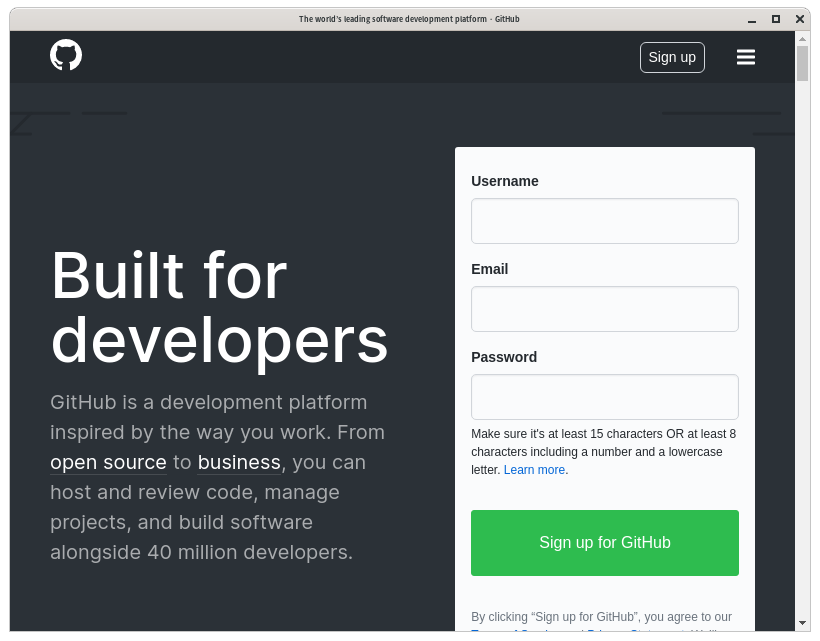 The world's leading software development platform · GitHub
Sign up
Username
Email
Built for
developers
Password
GitHub is a development platform
inspired by the way you work. From
open source to business, you can
host and review code, manage
projects, and build software
alongside 40 million developers.
Make sure it's at least 15 characters OR at least 8
characters including a number and a lowercase
letter. Learn more.
Sign up for GitHub
By clicking “Sign up for GitHub”, you agree to our